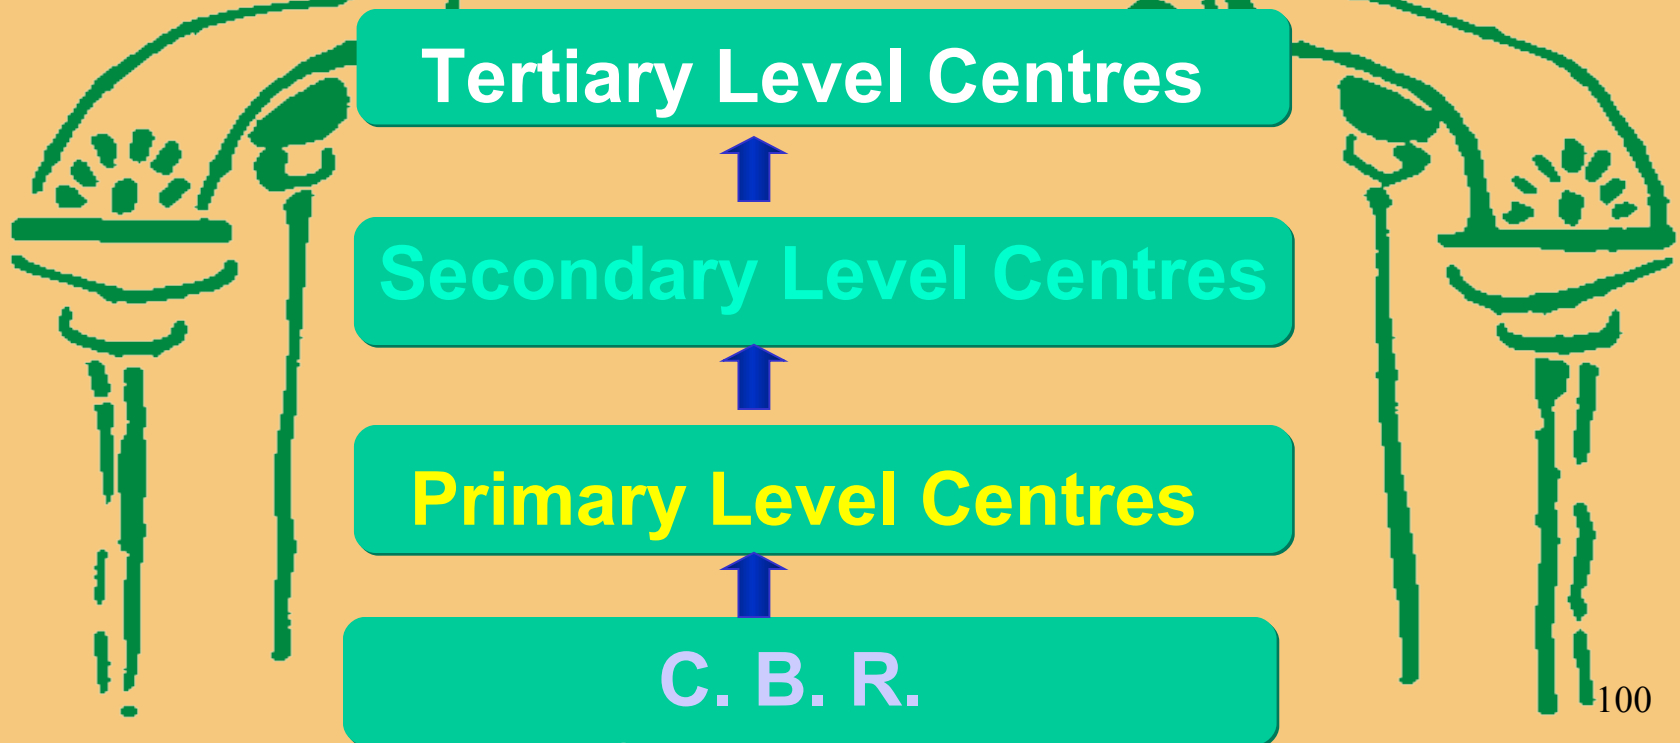 Tertiary Level Centres
Secondary Level Centres
Primary Level Centres
C. B. R.
100